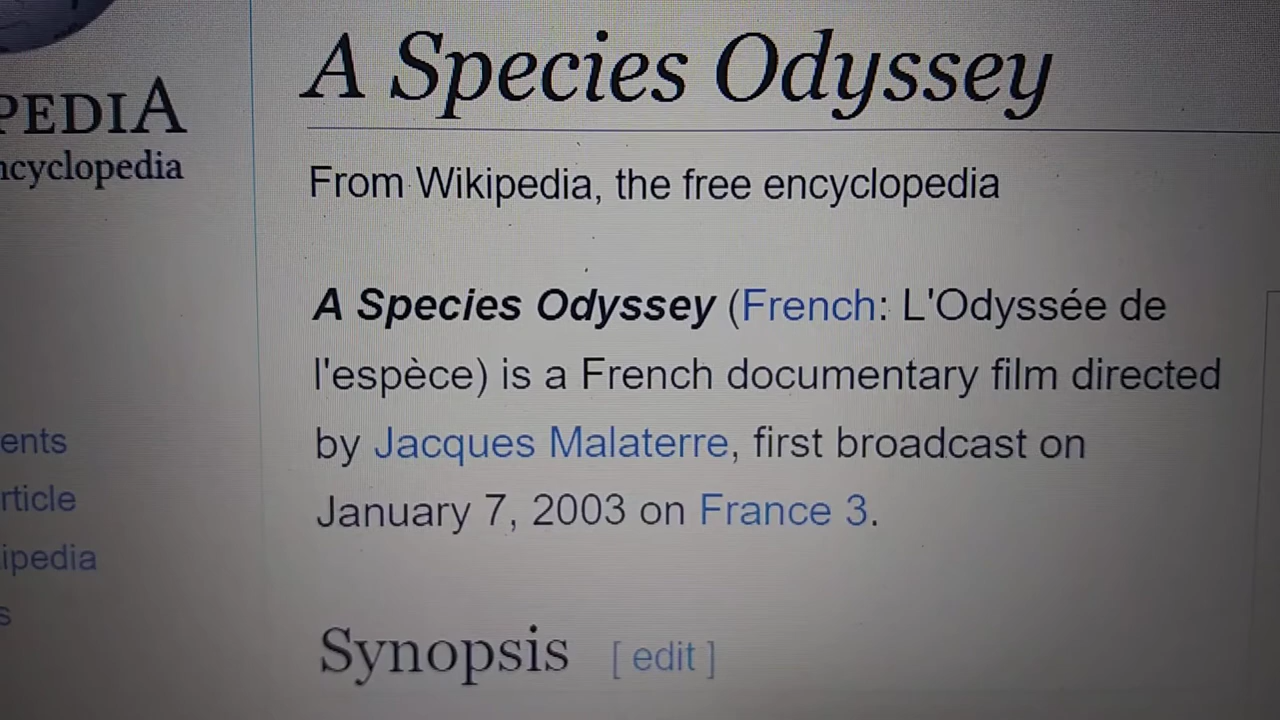 A Species Odyssey
PEDIA
ncyclopedia
From Wikipedia, the free encyclopedia
A Species Odyssey (French: L'Odyssée de
l'espèce) is a French documentary film directed
by Jacques Malaterre, first broadcast on
January 7, 2003 on France 3.
ents
rticle
ipedia
s
Synopsis [ edit ]